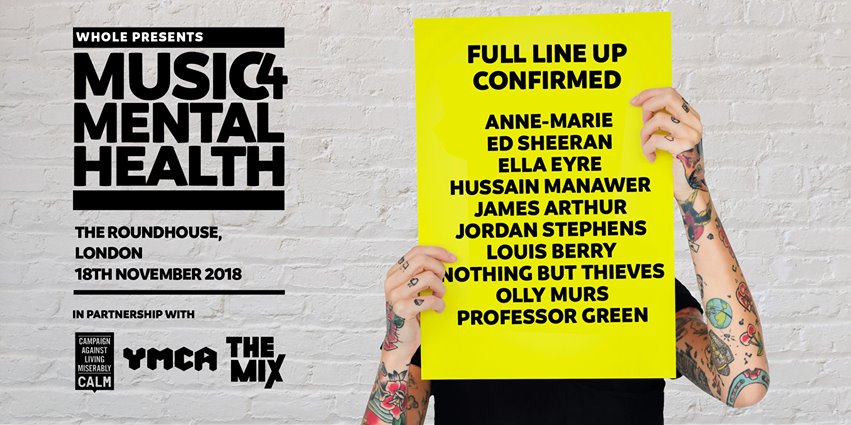 WHOLE PRESENTS
MUSIC4
MENTAL
HEALTH
THE ROUNDHOUSE,
LONDON
18TH NOVEMBER 2018
IN PARTNERSHIP WITH
CAMPAIGN
AGAINST
LIVING
MISERABLY
CALM
YMCA
THE
MIX
FULL LINE UP
CONFIRMED
ANNE-MARIE
ED SHEERAN
ELLA EYRE
HUSSAIN MANAWER
JAMES ARTHUR
JORDAN STEPHENS
LOUIS BERRY
NOTHING BUT THIEVES
OLLY MURS
PROFESSOR GREEN